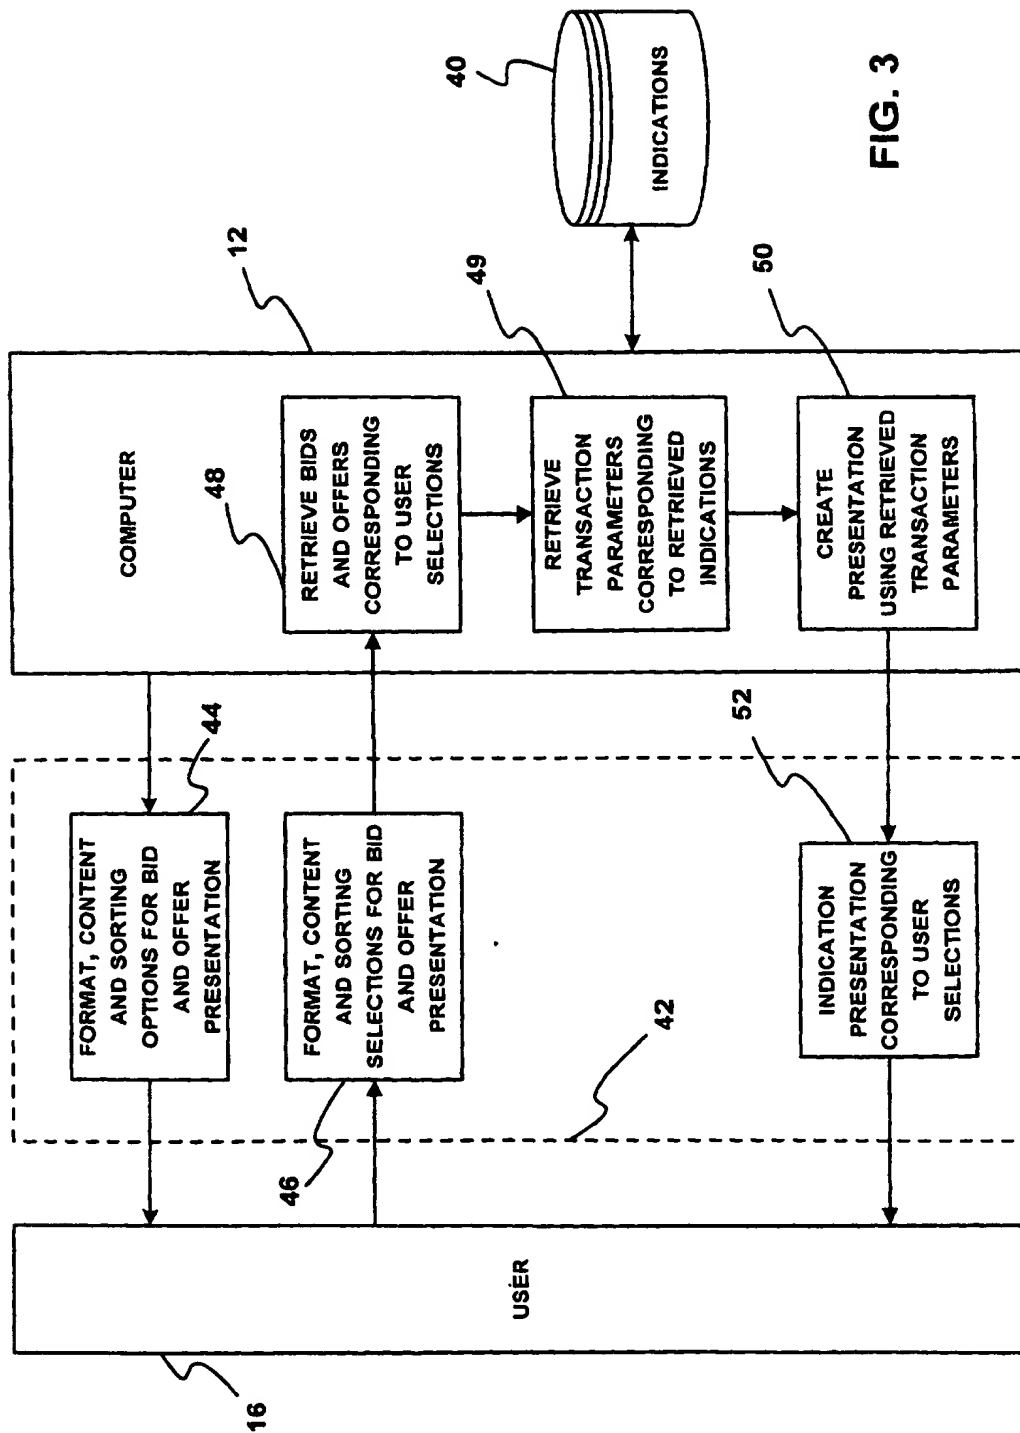 16
USER
46
42
FORMAT, CONTENT
AND SORTING
OPTIONS FOR BID
AND OFFER
PRESENTATION
44
FORMAT, CONTENT
AND SORTING
SELECTIONS FOR BID
AND OFFER
PRESENTATION
INDICATION
PRESENTATION
CORRESPONDING
TO USER
SELECTIONS
52
COMPUTER
12
48
RETRIEVE BIDS
AND OFFERS
CORRESPONDING
TO USER
SELECTIONS
RETRIEVE
TRANSACTION
PARAMETERS
CORRESPONDING
TO RETRIEVED
INDICATIONS
49
CREATE
PRESENTATION
USING RETRIEVED
TRANSACTION
PARAMETERS
50
40
INDICATIONS
FIG. 3